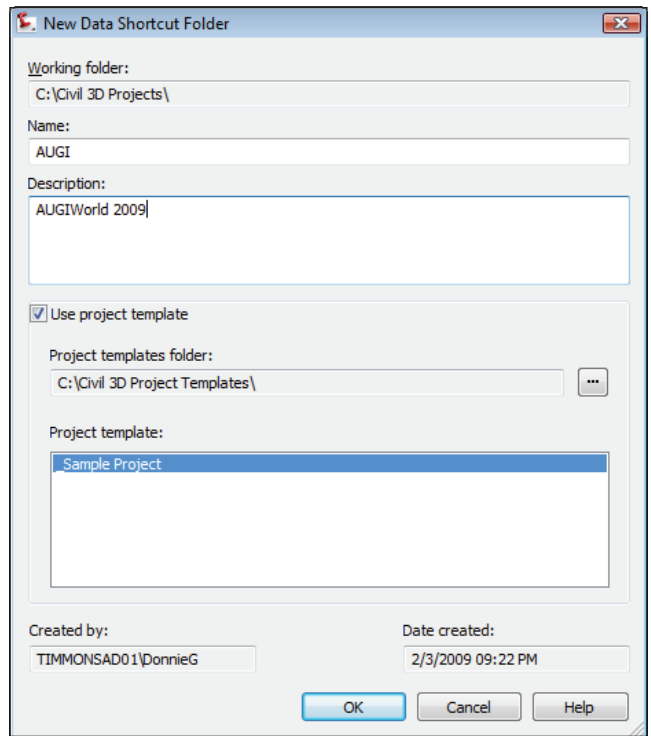 New Data Shortcut Folder
Working folder:
C:\Civil 3D Projects\
Name:
AUGI
Description:
AUGIWorld 2009
Use project template
Project templates folder:
C:\Civil 3D Project Templates\
...
Project template:
_Sample Project
Created by:
Date created:
TIMMONSAD01\DonnieG
2/3/2009 09:22 PM
OK
Cancel
Help